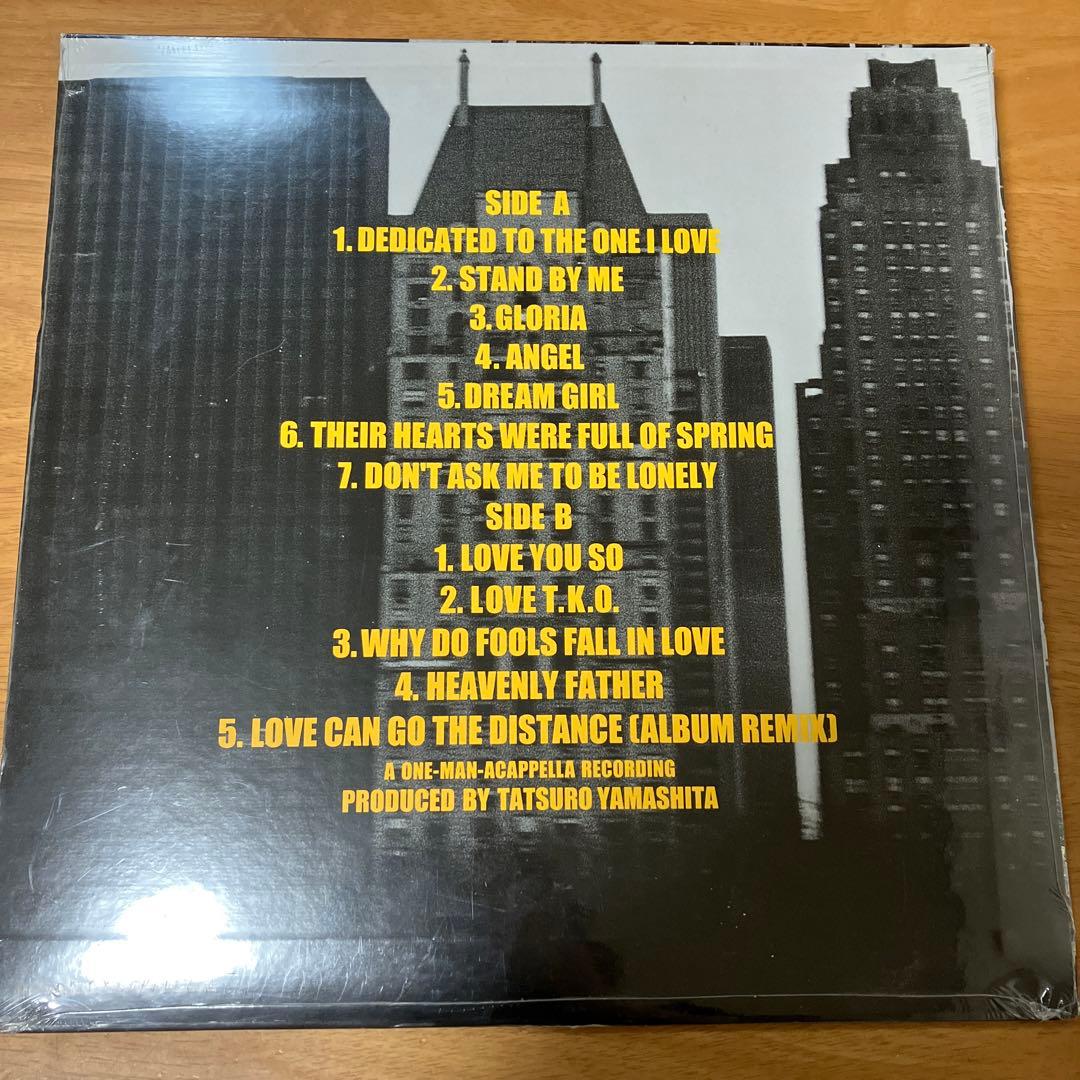 SIDE A
1. DEDICATED TO THE ONE I LOVE
2. STAND BY ME
3. GLORIA
4. ANGEL
5. DREAM GIRL
6. THEIR HEARTS WERE FULL OF SPRING
7. DON'T ASK ME TO BE LONELY
SIDE B
1. LOVE YOU SO
2. LOVE T.K.O.
3. WHY DO FOOLS FALL IN LOVE
4. HEAVENLY FATHER
5. LOVE CAN GO THE DISTANCE (ALBUM REMIX)
A ONE-MAN-ACAPPELLA RECORDING
PRODUCED BY TATSURO YAMASHITA